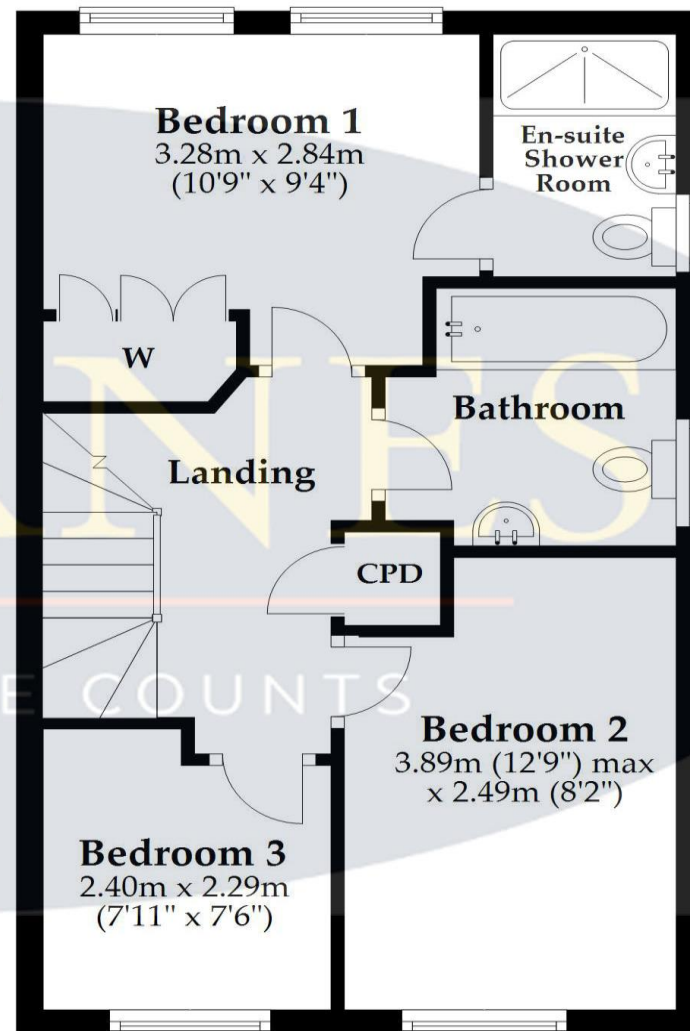 Bedroom 1
3.28m x 2.84m
(10'9" x 9'4")
En-suite
Shower
Room
W
Bathroom
Landing
CPD
Bedroom 2
3.89m (12'9") max
x 2.49m (8'2")
Bedroom 3
2.40m x 2.29m
(7'11" x 7'6")
ANES
E COUNTS